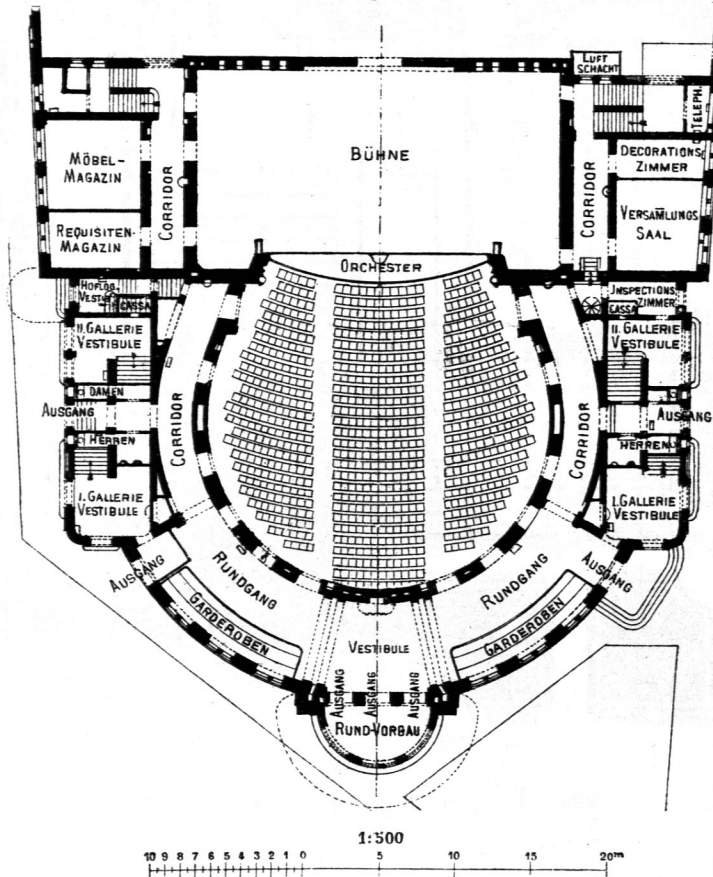 LUFT
SCHACHT
TELEPH.
MÖBEL-
MAGAZIN
CORRIDOR
BÜHNE
CORRIDOR
DECORATIONS
ZIMMER
REQUISITEN-
MAGAZIN
VERSAMLUNGS
SAAL
ORCHESTER
HOFLOG.
VESTIB.
CASSA
INSPECTIONS
ZIMMER
CASSA
II. GALLERIE
VESTIBULE
II. GALLERIE
VESTIBULE
DAMEN
AUSGANG
AUSGANG
HERREN
CORRIDOR
CORRIDOR
HERREN
I. GALLERIE
VESTIBULE
I. GALLERIE
VESTIBULE
AUSGANG
RUNDGANG
RUNDGANG
AUSGANG
GARDEROBEN
GARDEROBEN
VESTIBULE
AUSGANG
AUSGANG
AUSGANG
RUND-VORBAU
1:500
10 9 8 7 6 5 4 3 2 1 0 5 10 15 20m